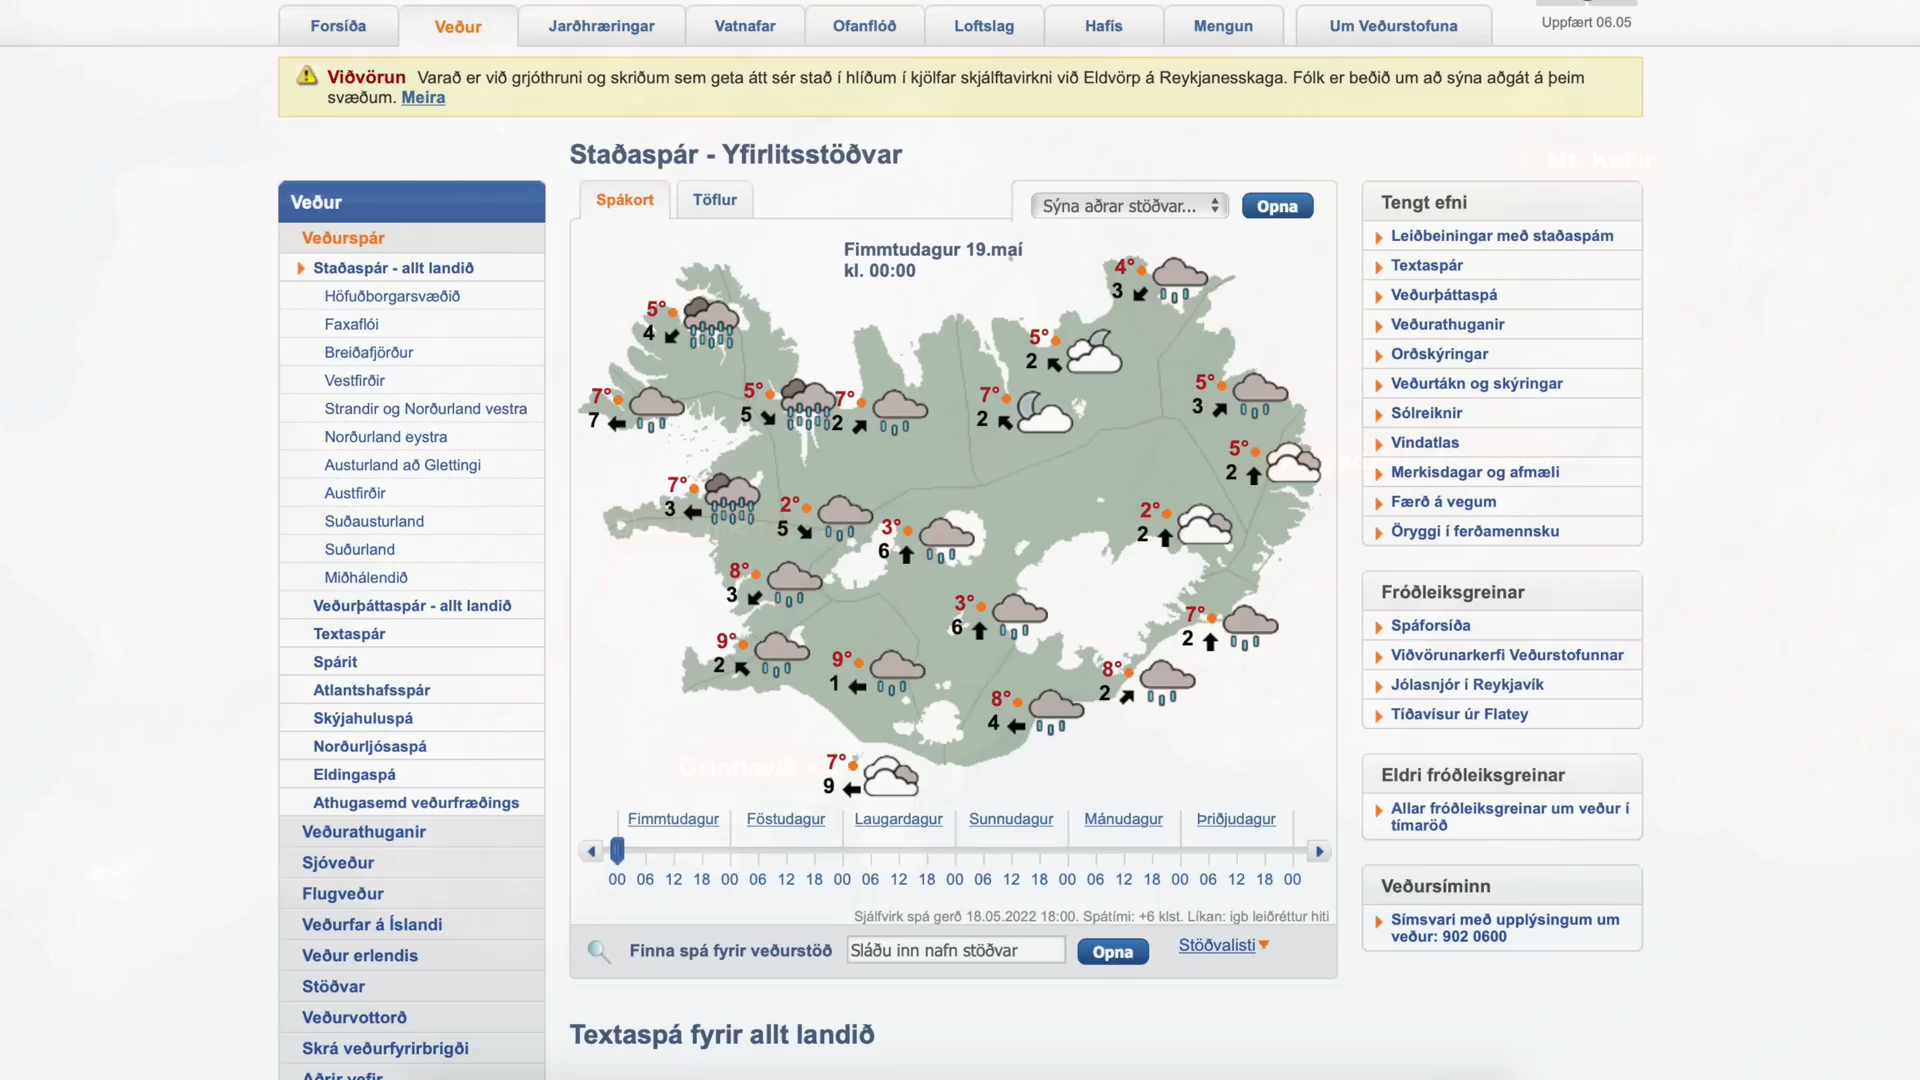 Forsíða
Veður
Jarðhræringar
Vatnafar
Ofanflóð
Loftslag
Hafís
Mengun
Um Veðurstofuna
Uppfært 06.05
Viðvörun Varað er við grjóthruni og skriðum sem geta átt sér stað í hlíðum í kjölfar skjálftavirkni við Eldvörp á Reykjanesskaga. Fólk er beðið um að sýna aðgát á þeim
svæðum. Meira
Staðaspár - Yfirlitsstöðvar
Veður
Veðurspár
Staðaspár - allt landið
Höfuðborgarsvæðið
Faxaflói
Breiðafjörður
Vestfirðir
Strandir og Norðurland vestra
Norðurland eystra
Austurland að Glettingi
Austfirðir
Suðausturland
Suðurland
Miðhálendið
Veðurþáttaspár - allt landið
Textaspár
Spárit
Atlantshafsspár
Skýjahuluspá
Norðurljósaspá
Eldingaspá
Athugasemd veðurfræðings
Veðurathuganir
Sjóveður
Flugveður
Veðurfar á Íslandi
Veður erlendis
Stöðvar
Veðurvottorð
Skrá veðurfyrirbrigði
Aðrir vefir
Spákort
Töflur
Sýna aðrar stöðvar...
Opna
Fimmtudagur 19.maí
kl. 00:00
4°
3
5°
4
5°
2
7°
7
5°
5
7°
2
7°
2
5°
3
5°
2
7°
3
2°
5
3°
6
2°
2
8°
3
3°
6
7°
2
9°
2
9°
1
8°
2
8°
4
7°
9
Fimmtudagur Föstudagur Laugardagur Sunnudagur Mánudagur Þriðjudagur
00 06 12 18 00 06 12 18 00 06 12 18 00 06 12 18 00 06 12 18 00 06 12 18 00
Sjálfvirk spá gerð 18.05.2022 18:00. Spátími: +6 klst. Líkan: igb leiðréttur hiti
Finna spá fyrir veðurstöð
Sláðu inn nafn stöðvar
Opna
Stöðvalisti
Textaspá fyrir allt landið
Tengt efni
Leiðbeiningar með staðaspám
Textaspár
Veðurþáttaspá
Veðurathuganir
Orðskýringar
Veðurtákn og skýringar
Sólreiknir
Vindatlas
Merkisdagar og afmæli
Færð á vegum
Öryggi í ferðamennsku
Fróðleiksgreinar
Spáforsíða
Viðvörunarkerfi Veðurstofunnar
Jólasnjór í Reykjavík
Tíðavísur úr Flatey
Eldri fróðleiksgreinar
Allar fróðleiksgreinar um veður í
tímaröð
Veðursíminn
Símsvari með upplýsingum um
veður: 902 0600